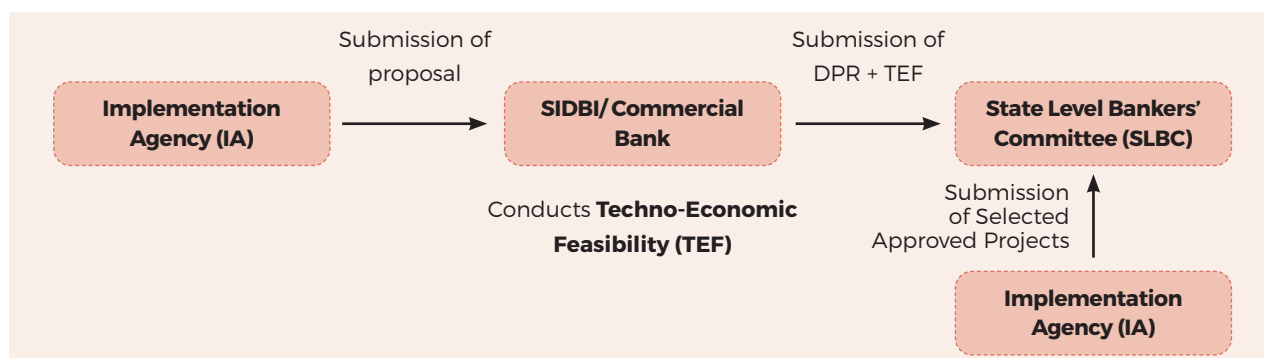 Submission of
proposal
Submission of
DPR + TEF
Implementation
Agency (IA)
SIDBI/ Commercial
Bank
State Level Bankers’
Committee (SLBC)
Conducts Techno-Economic
Feasibility (TEF)
Submission
of Selected
Approved Projects
Implementation
Agency (IA)